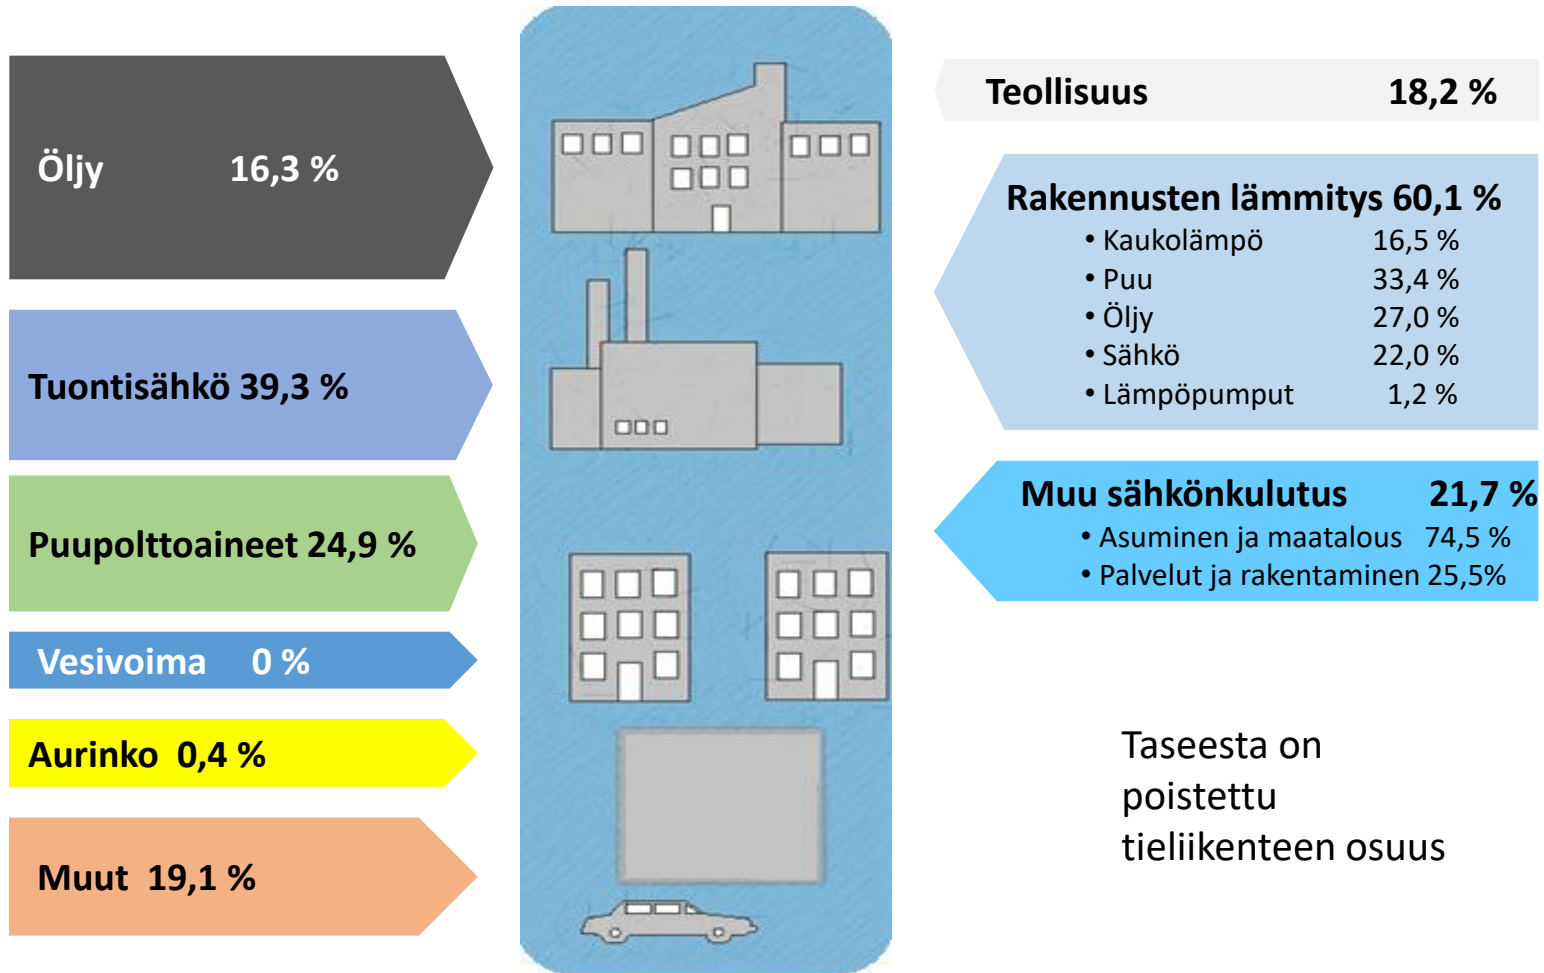 Öljy 16,3 %
Tuontisähkö 39,3 %
Puupolttoaineet 24,9 %
Vesivoima 0 %
Aurinko 0,4 %
Muut 19,1 %
Teollisuus 18,2 %
Rakennusten lämmitys 60,1 %
• Kaukolämpö 16,5 %
• Puu 33,4 %
• Öljy 27,0 %
• Sähkö 22,0 %
• Lämpöpumput 1,2 %
Muu sähkönkulutus 21,7 %
• Asuminen ja maatalous 74,5 %
• Palvelut ja rakentaminen 25,5%
Taseesta on
poistettu
tieliikenteen osuus